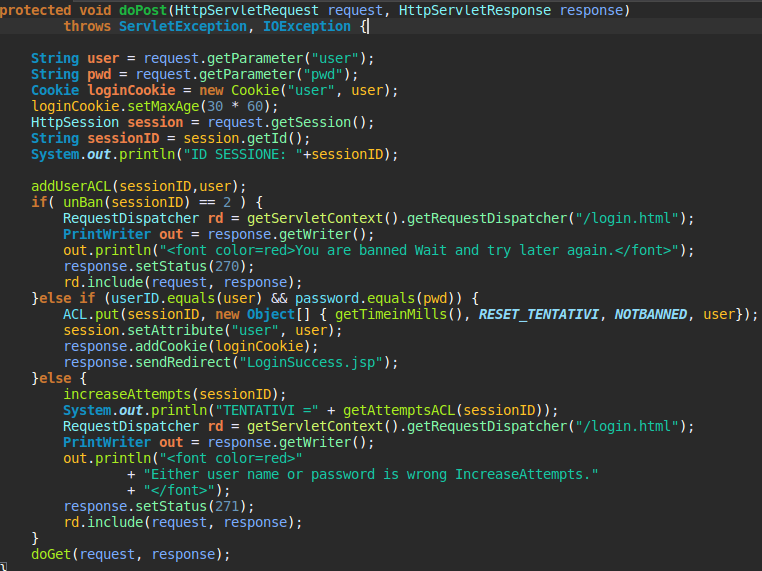 protected void doPost(HttpServletRequest request, HttpServletResponse response)
        throws ServletException, IOException {

    String user = request.getParameter("user");
    String pwd = request.getParameter("pwd");
    Cookie loginCookie = new Cookie("user", user);
    loginCookie.setMaxAge(30 * 60);
    HttpSession session = request.getSession();
    String sessionID = session.getId();
    System.out.println("ID SESSIONE: "+sessionID);

    addUserACL(sessionID,user);
    if( unBan(sessionID) == 2 ) {
        RequestDispatcher rd = getServletContext().getRequestDispatcher("/login.html");
        PrintWriter out = response.getWriter();
        out.println("<font color=red>You are banned Wait and try later again.</font>");
        response.setStatus(270);
        rd.include(request, response);
    }else if (userID.equals(user) && password.equals(pwd)) {
        ACL.put(sessionID, new Object[] { getTimeinMills(), RESET_TENTATIVI, NOTBANNED, user});
        session.setAttribute("user", user);
        response.addCookie(loginCookie);
        response.sendRedirect("LoginSuccess.jsp");
    }else {
        increaseAttempts(sessionID);
        System.out.println("TENTATIVI =" + getAttemptsACL(sessionID));
        RequestDispatcher rd = getServletContext().getRequestDispatcher("/login.html");
        PrintWriter out = response.getWriter();
        out.println("<font color=red>"
                + "Either user name or password is wrong IncreaseAttempts."
                + "</font>");
        response.setStatus(271);
        rd.include(request, response);
    }
    doGet(request, response);
}